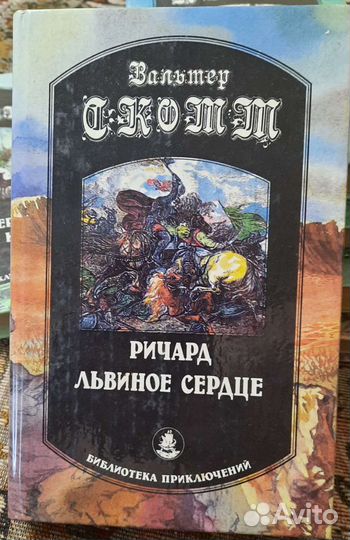 Вальтер
СКОТТ
РИЧАРД
ЛЬВИНОЕ СЕРДЦЕ
БИБЛИОТЕКА ПРИКЛЮЧЕНИЙ
Avito